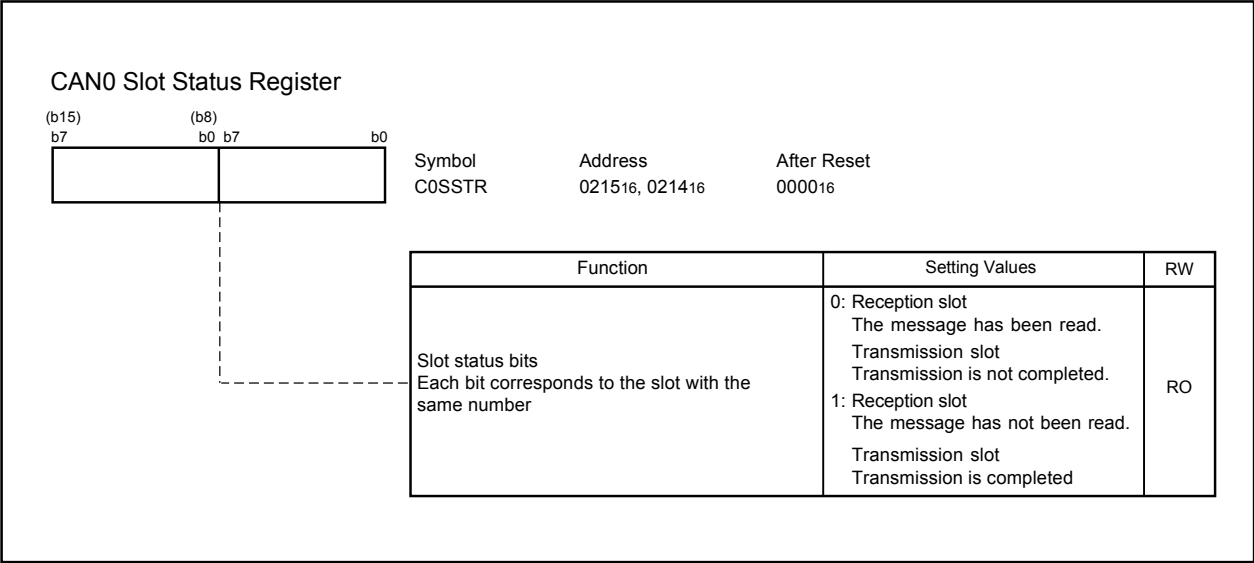 CAN0 Slot Status Register
(b15) (b8)
b7 b0 b7 b0
Symbol Address After Reset
C0SSTR 021516, 021416 000016
Function Setting Values RW
Slot status bits
Each bit corresponds to the slot with the
same number
0: Reception slot
The message has been read.
Transmission slot
Transmission is not completed.
1: Reception slot
The message has not been read.
Transmission slot
Transmission is completed
RO